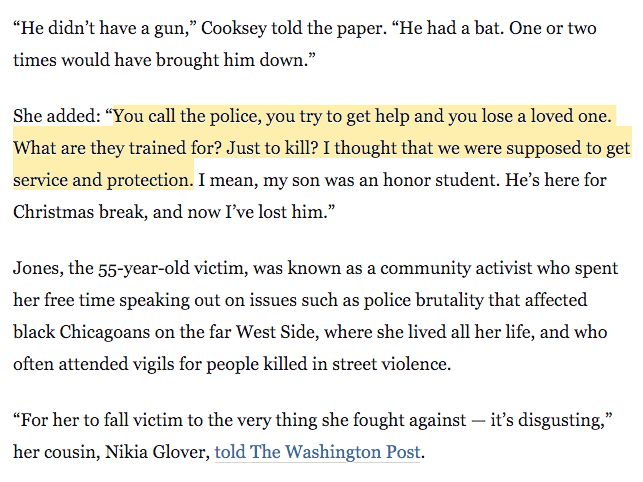 “He didn’t have a gun,” Cooksey told the paper. “He had a bat. One or two
times would have brought him down.”
She added: “You call the police, you try to get help and you lose a loved one.
What are they trained for? Just to kill? I thought that we were supposed to get
service and protection. I mean, my son was an honor student. He’s here for
Christmas break, and now I’ve lost him.”
Jones, the 55-year-old victim, was known as a community activist who spent
her free time speaking out on issues such as police brutality that affected
black Chicagoans on the far West Side, where she lived all her life, and who
often attended vigils for people killed in street violence.
“For her to fall victim to the very thing she fought against — it’s disgusting,”
her cousin, Nikia Glover, told The Washington Post.